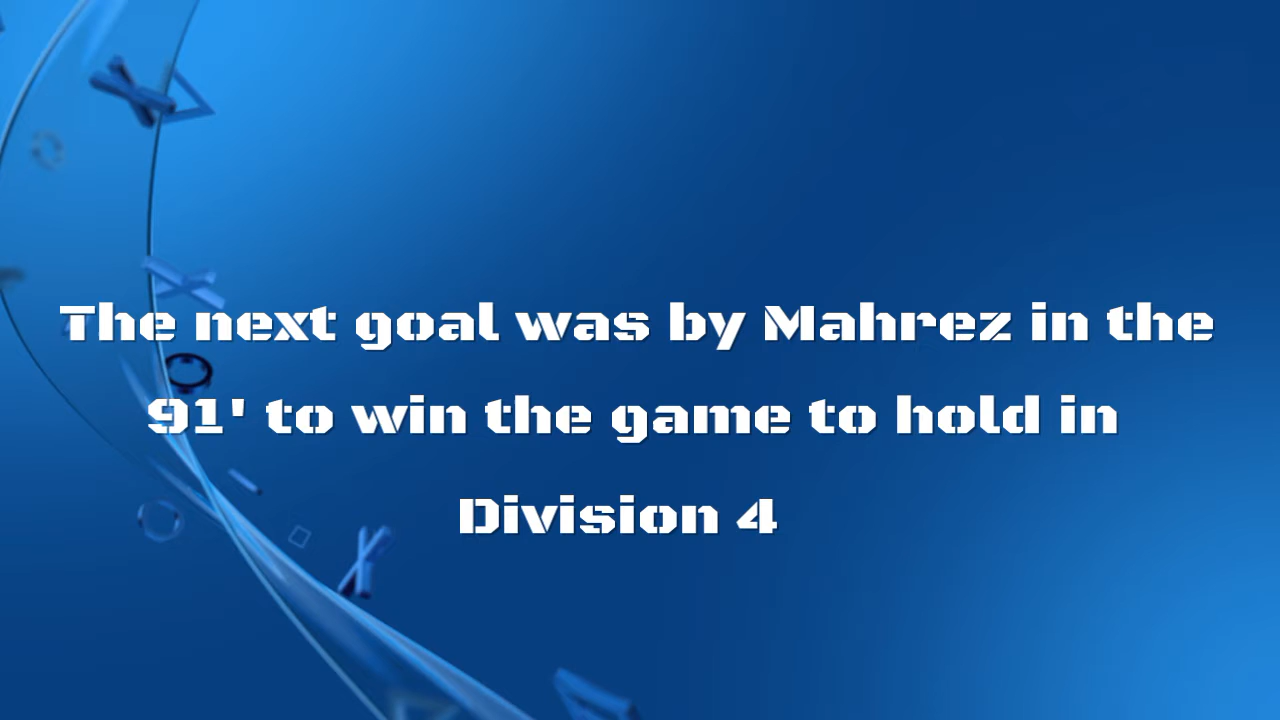 The next goal was by Mahrez in the
91' to win the game to hold in
Division 4